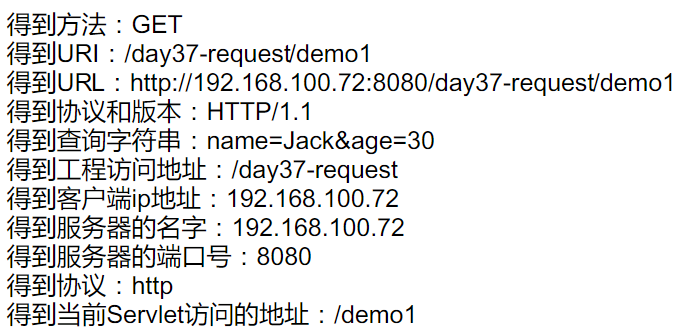 得到方法：GET
得到URI：/day37-request/demo1
得到URL：http://192.168.100.72:8080/day37-request/demo1
得到协议和版本：HTTP/1.1
得到查询字符串：name=Jack&age=30
得到工程访问地址：/day37-request
得到客户端ip地址：192.168.100.72
得到服务器的名字：192.168.100.72
得到服务器的端口号：8080
得到协议：http
得到当前Servlet访问的地址：/demo1